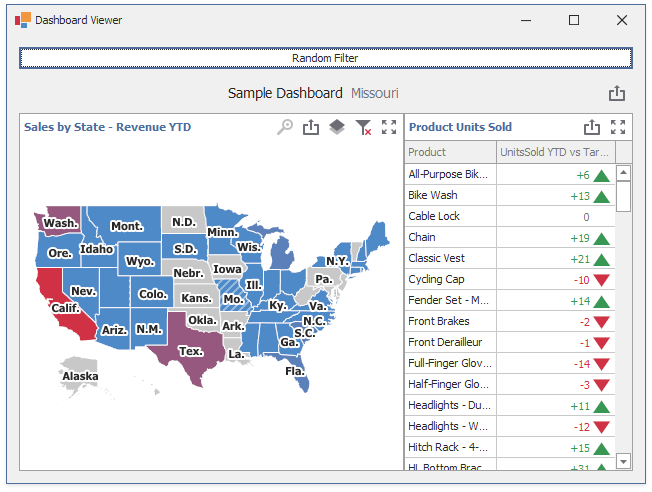 Dashboard Viewer
Random Filter
Sample Dashboard Missouri
Sales by State - Revenue YTD
Wash.
Mont.
N.D.
Minn.
Ore.
Idaho
S.D.
Wis.
Wyo.
N.Y.
Nebr.
Iowa
Pa.
Nev.
Colo.
Kans.
Mo.
Ill.
Ky.
Va.
Calif.
Ariz.
N.M.
Okla.
Ark.
N.C.
S.C.
Ga.
Tex.
La.
Fla.
Alaska
Product Units Sold
Product UnitsSold YTD vs Tar...
All-Purpose Bik... +6
Bike Wash +13
Cable Lock 0
Chain +19
Classic Vest +21
Cycling Cap -10
Fender Set - M... +14
Front Brakes -2
Front Derailleur -1
Full-Finger Glov... -14
Half-Finger Glo... -3
Headlights - Du... +11
Headlights - W... -12
Hitch Rack - 4-... +15
HL Bottom Brac... +31